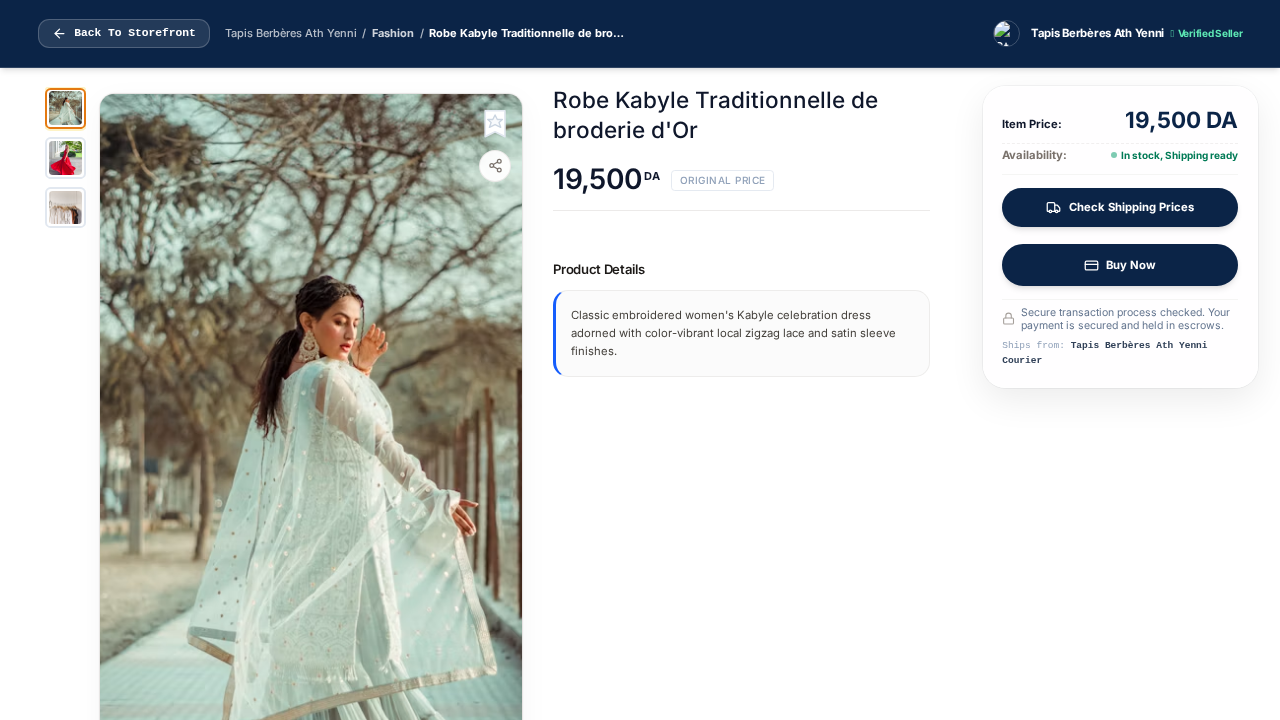 Back To Storefront
Tapis Berbères Ath Yenni / Fashion / Robe Kabyle Traditionnelle de bro...
Tapis Berbères Ath Yenni Verified Seller
Robe Kabyle Traditionnelle de
broderie d'Or
19,500 DA ORIGINAL PRICE
Product Details
Classic embroidered women's Kabyle celebration dress
adorned with color-vibrant local zigzag lace and satin sleeve
finishes.
Item Price: 19,500 DA
Availability: In stock, Shipping ready
Check Shipping Prices
Buy Now
Secure transaction process checked. Your
payment is secured and held in escrows.
Ships from: Tapis Berbères Ath Yenni
Courier